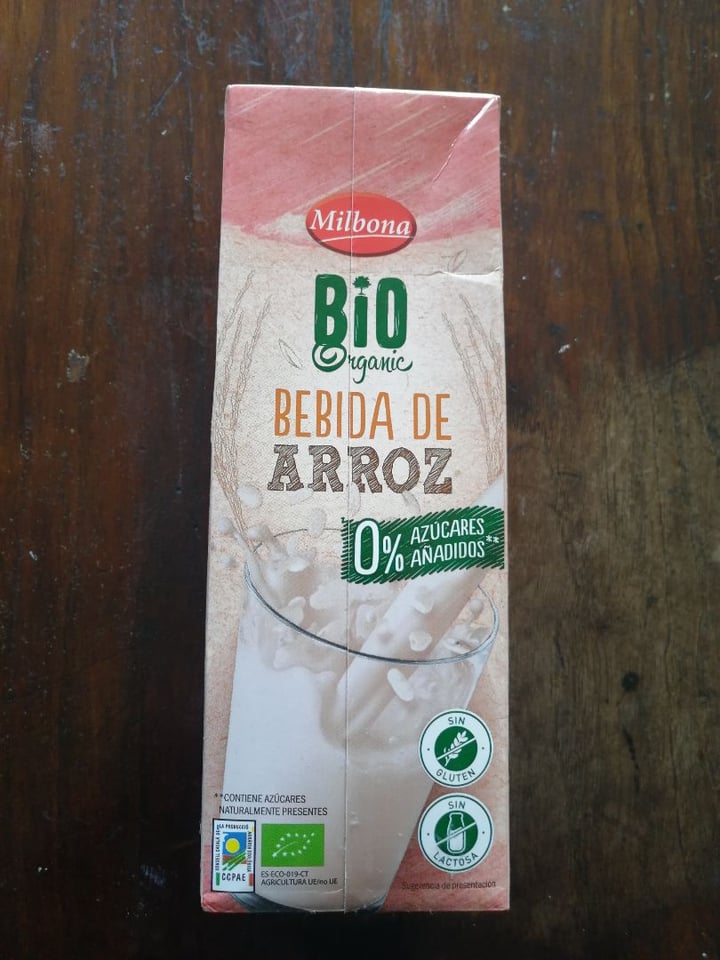 Milbona
BiO
Organic
BEBIDA DE
ARROZ
0% AZÚCARES
AÑADIDOS**
SIN
GLUTEN
SIN
LACTOSA
**CONTIENE AZÚCARES
NATURALMENTE PRESENTES
CCPAE
ES-ECO-019-CT
AGRICULTURA UE/no UE
Sugerencia de presentación